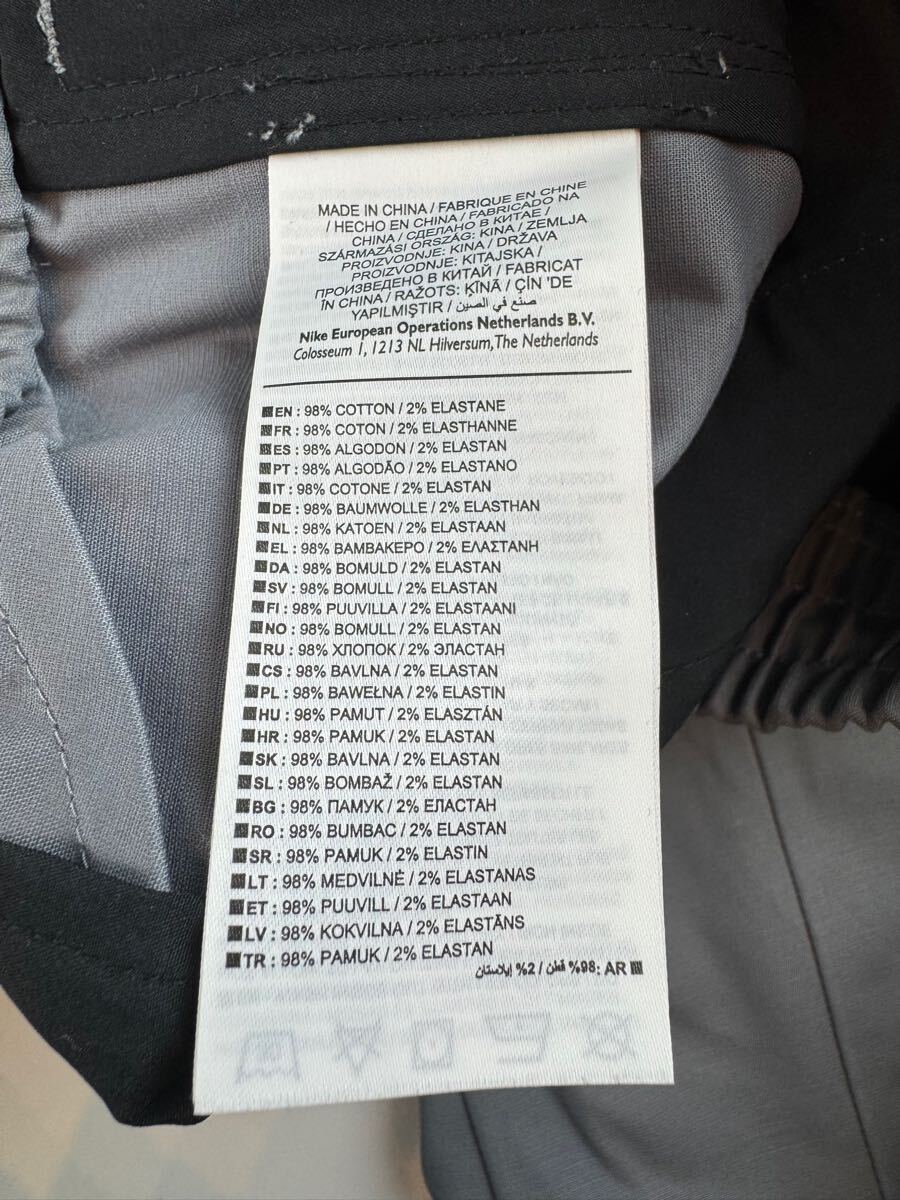 MADE IN CHINA / FABRIQUE EN CHINE
/ HECHO EN CHINA / FABRICADO NA
CHINA / СДЕЛАНО В КИТАЕ /
SZÁRMAZÁSI ORSZÁG: KÍNA / ZEMLJA
PROIZVODNJE: KINA / DRŽAVA
PROIZVODNJE: KITAJSKA /
ПРОИЗВЕДЕНО В КИТАЙ / FABRICAT
ÎN CHINA / RAŽOTS: ĶĪNĀ / ÇİN 'DE
YAPILMIŞTIR / صنع في الصين
Nike European Operations Netherlands B.V.
Colosseum 1, 1213 NL Hilversum, The Netherlands
EN : 98% COTTON / 2% ELASTANE
FR : 98% COTON / 2% ELASTHANNE
ES : 98% ALGODON / 2% ELASTAN
PT : 98% ALGODÃO / 2% ELASTANO
IT : 98% COTONE / 2% ELASTAN
DE : 98% BAUMWOLLE / 2% ELASTHAN
NL : 98% KATOEN / 2% ELASTAAN
EL : 98% ΒΑΜΒΑΚΕΡΟ / 2% ΕΛΑΣΤΑΝΗ
DA : 98% BOMULD / 2% ELASTAN
SV : 98% BOMULL / 2% ELASTAN
FI : 98% PUUVILLA / 2% ELASTAANI
NO : 98% BOMULL / 2% ELASTAN
RU : 98% ХЛОПОК / 2% ЭЛАСТАН
CS : 98% BAVLNA / 2% ELASTAN
PL : 98% BAWEŁNA / 2% ELASTIN
HU : 98% PAMUT / 2% ELASZTÁN
HR : 98% PAMUK / 2% ELASTAN
SK : 98% BAVLNA / 2% ELASTAN
SL : 98% BOMBAŽ / 2% ELASTAN
BG : 98% ПАМУК / 2% ЕЛАСТАН
RO : 98% BUMBAC / 2% ELASTAN
SR : 98% PAMUK / 2% ELASTIN
LT : 98% MEDVILNĖ / 2% ELASTANAS
ET : 98% PUUVILL / 2% ELASTAAN
LV : 98% KOKVILNA / 2% ELASTĀNS
TR : 98% PAMUK / 2% ELASTAN
AR :98% قطن / 2% إيلاستان